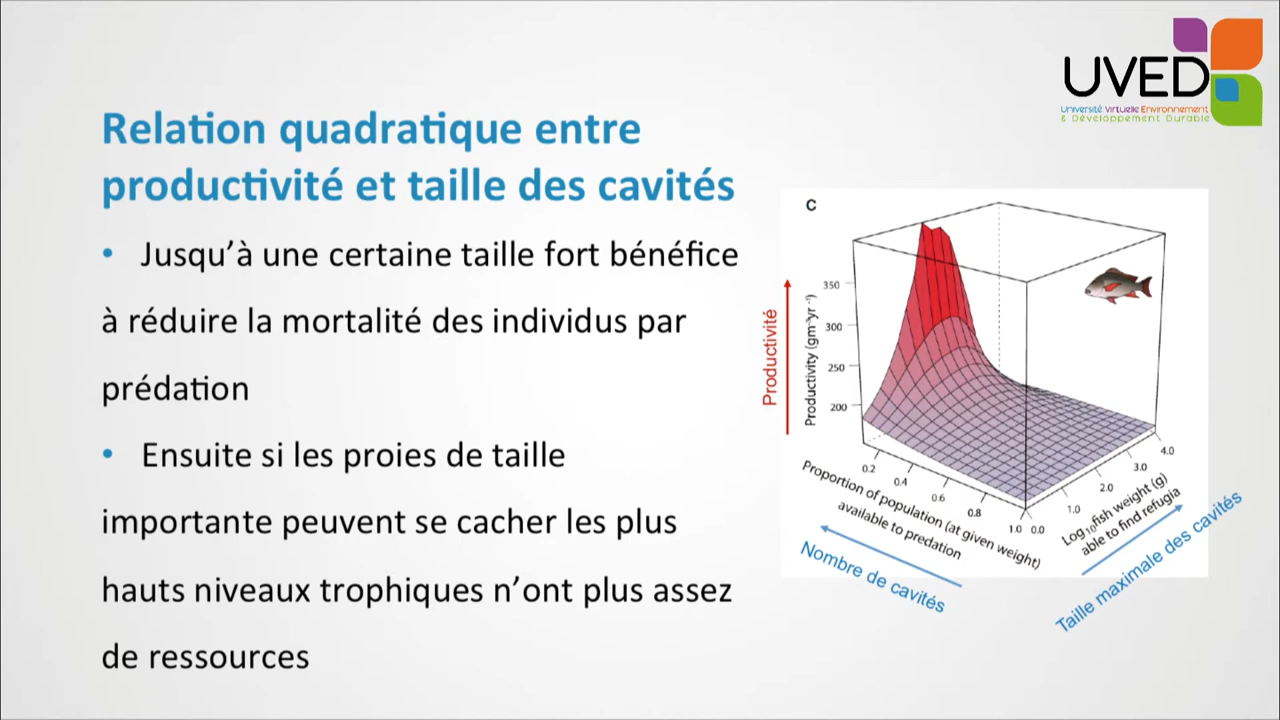 UVED
Université Virtuelle Environnement
& Développement Durable
Relation quadratique entre
productivité et taille des cavités
• Jusqu’à une certaine taille fort bénéfice
à réduire la mortalité des individus par
prédation
• Ensuite si les proies de taille
importante peuvent se cacher les plus
hauts niveaux trophiques n’ont plus assez
de ressources
C
Productivité
Productivity (gm⁻³yr⁻¹)
350
300
250
200
0.2
0.4
0.6
0.8
1.0
0.0
1.0
2.0
3.0
4.0
Proportion of population (at given weight)
available to predation
Log₁₀fish weight (g)
able to find refugia
Nombre de cavités
Taille maximale des cavités